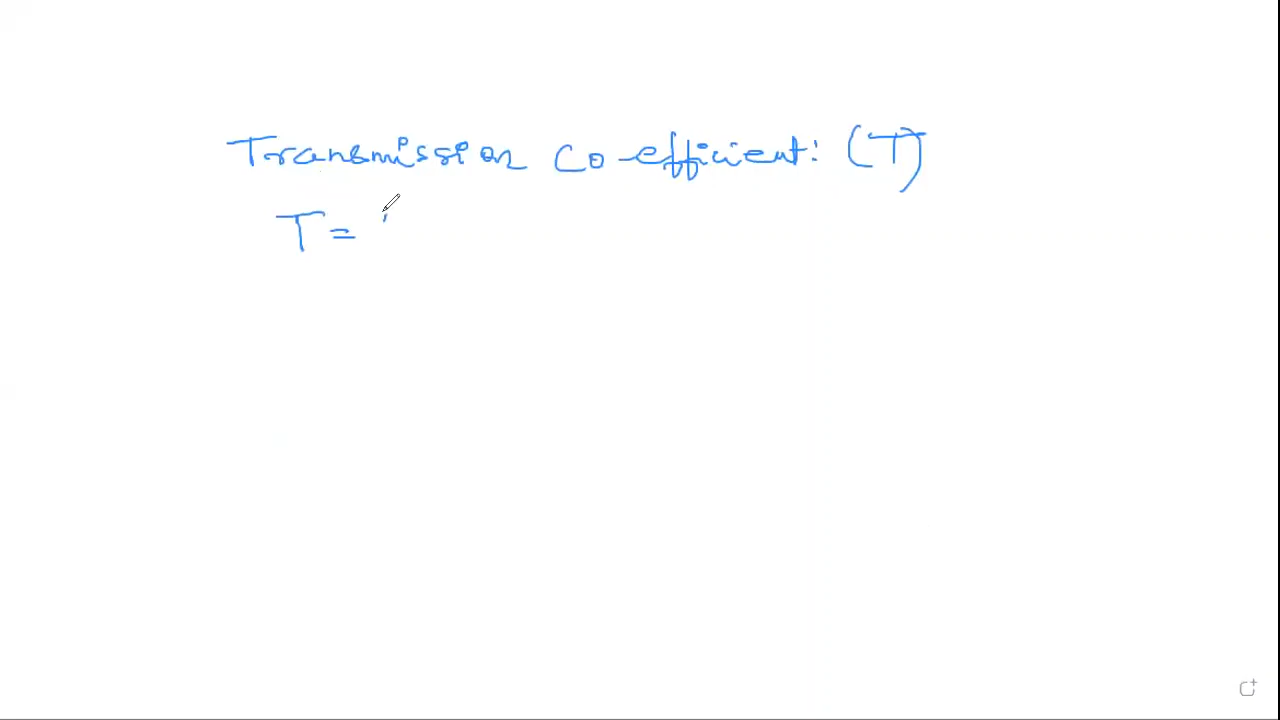 Transmission Co-efficient: (T)
T =